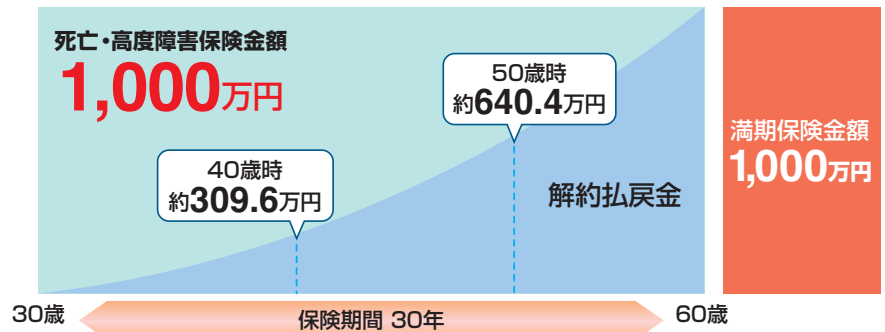 死亡・高度障害保険金額
1,000万円
50歳時
約640.4万円
40歳時
約309.6万円
解約払戻金
満期保険金額
1,000万円
30歳
保険期間 30年
60歳